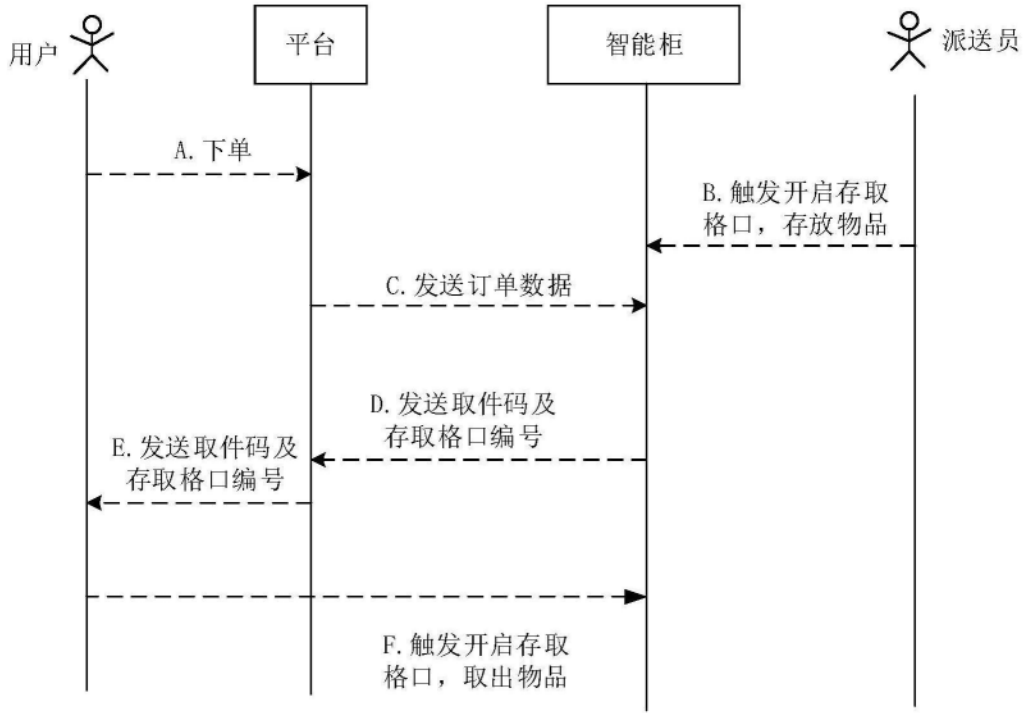 用户
平台
智能柜
派送员
A.下单
B.触发开启存取
格口，存放物品
C.发送订单数据
D.发送取件码及
存取格口编号
E.发送取件码及
存取格口编号
F.触发开启存取
格口，取出物品